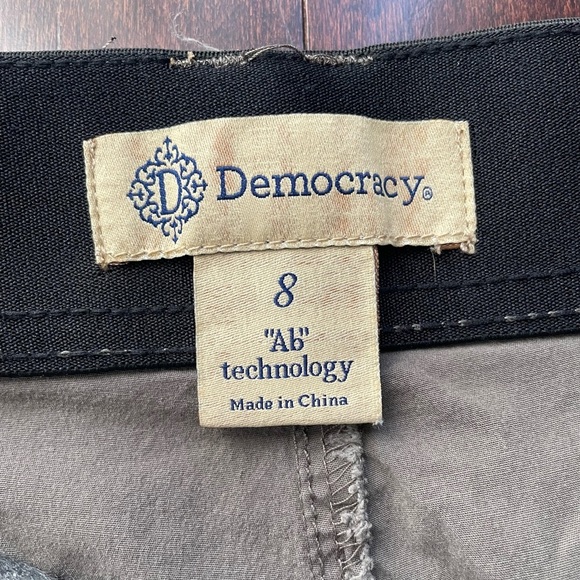 D Democracy®
8
"Ab"
technology
Made in China